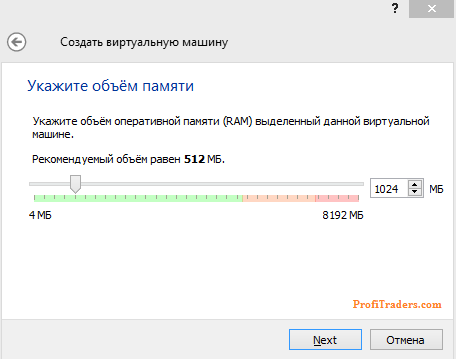 ?
Создать виртуальную машину
Укажите объём памяти
Укажите объём оперативной памяти (RAM) выделенный данной виртуальной
машине.
Рекомендуемый объём равен 512 МБ.
1024 МБ
4 МБ 8192 МБ
ProfiTraders.com
Next Отмена